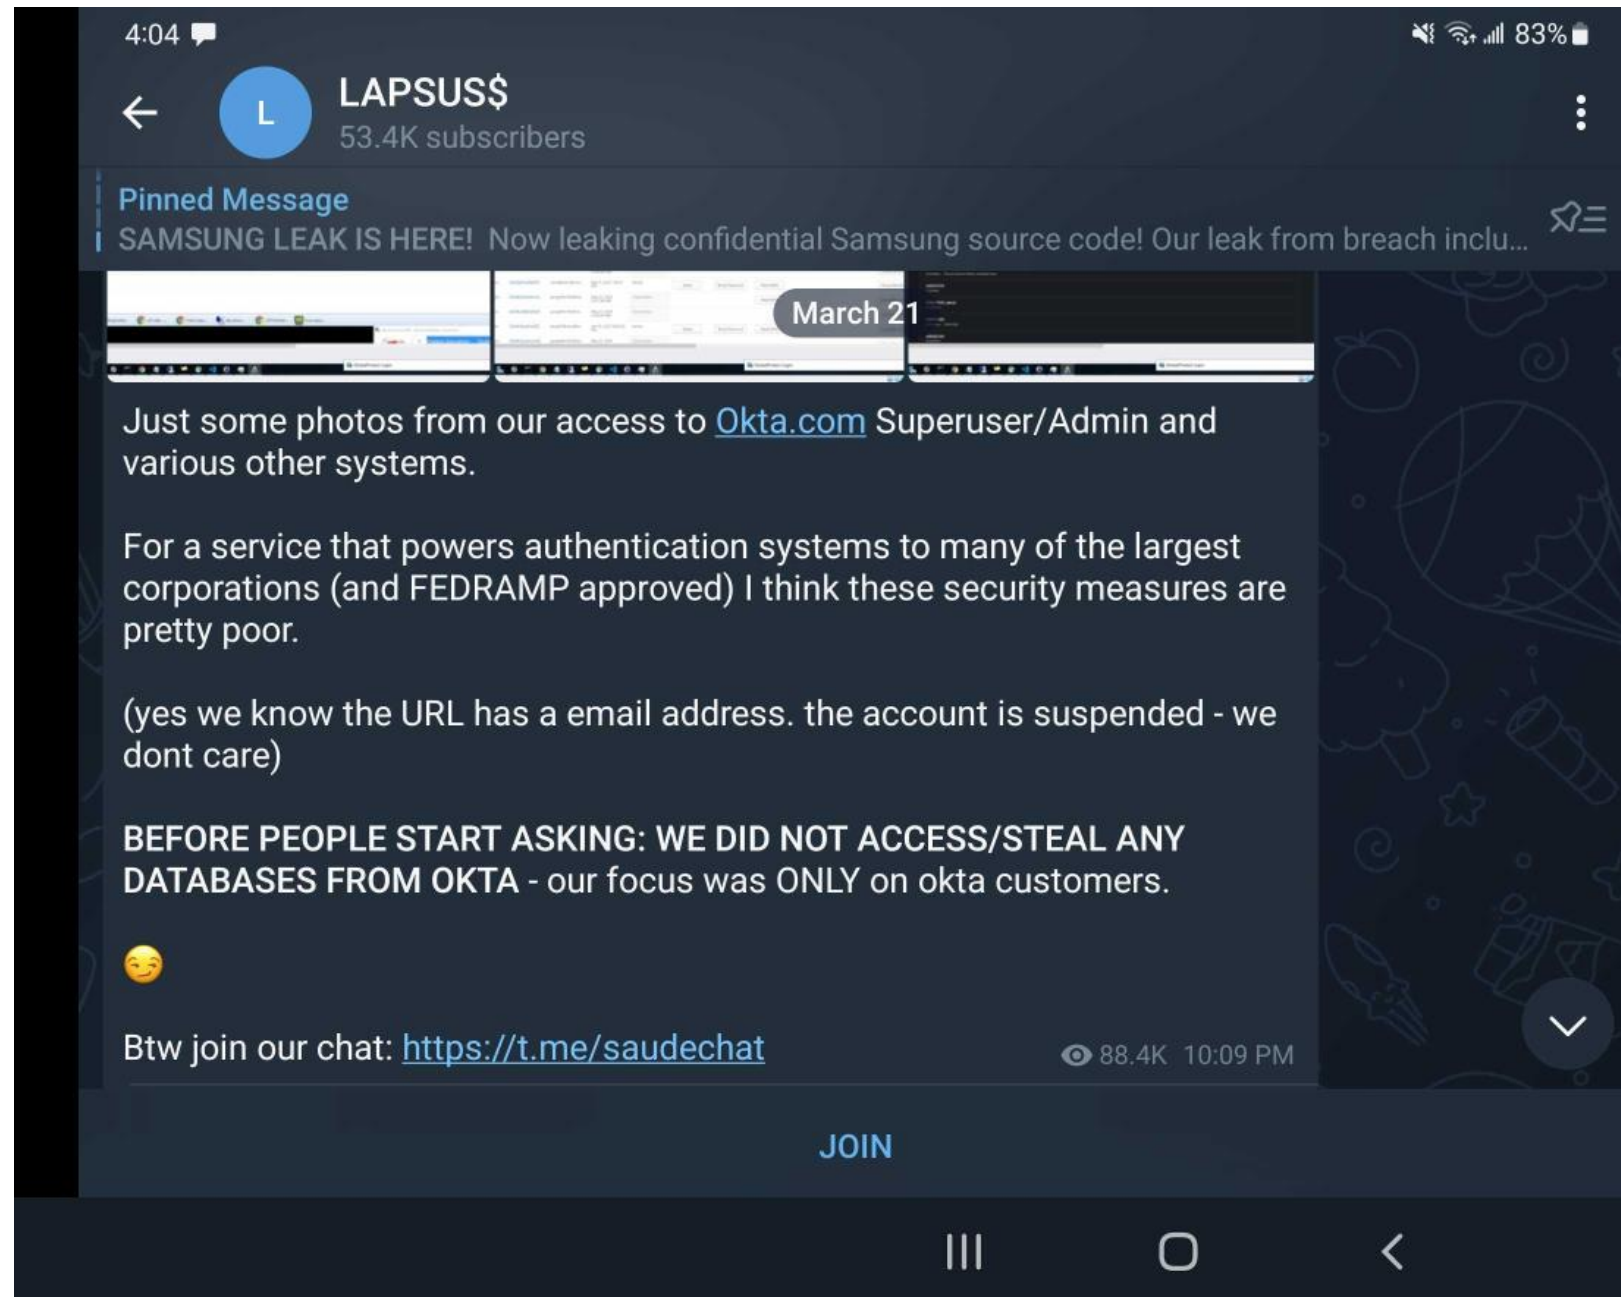 4:04
83%
L
LAPSUS$
53.4K subscribers
Pinned Message
SAMSUNG LEAK IS HERE! Now leaking confidential Samsung source code! Our leak from breach inclu...
March 21
Just some photos from our access to Okta.com Superuser/Admin and
various other systems.
For a service that powers authentication systems to many of the largest
corporations (and FEDRAMP approved) I think these security measures are
pretty poor.
(yes we know the URL has a email address. the account is suspended - we
dont care)
BEFORE PEOPLE START ASKING: WE DID NOT ACCESS/STEAL ANY
DATABASES FROM OKTA - our focus was ONLY on okta customers.
Btw join our chat: https://t.me/saudechat
88.4K 10:09 PM
JOIN